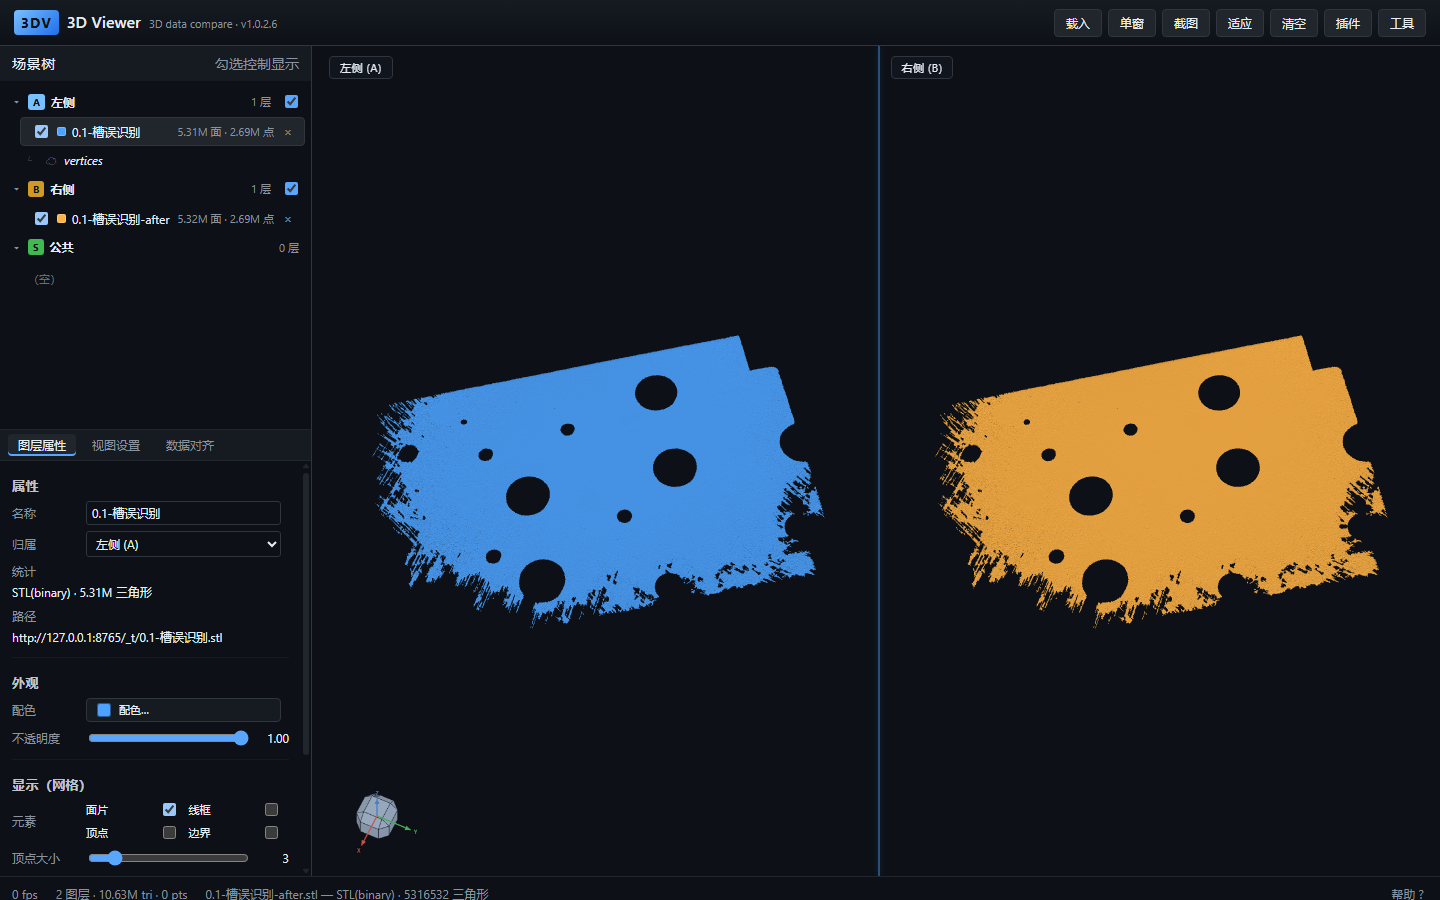 3DV 3D Viewer 3D data compare · v1.0.2.6 载入 单窗 截图 适应 清空 插件 工具
场景树 勾选控制显示
A 左侧 1 层
0.1-槽误识别 5.31M 面 · 2.69M 点 ×
vertices
B 右侧 1 层
0.1-槽误识别-after 5.32M 面 · 2.69M 点 ×
S 公共 0 层
(空)
图层属性 视图设置 数据对齐
属性
名称 0.1-槽误识别
归属 左侧 (A)
统计
STL(binary) · 5.31M 三角形
路径
http://127.0.0.1:8765/_t/0.1-槽误识别.stl
外观
配色 配色...
不透明度 1.00
显示（网格）
元素 面片 线框
顶点 边界
顶点大小 3
左侧 (A)
右侧 (B)
Z
Y
X
0 fps 2 图层 · 10.63M tri · 0 pts 0.1-槽误识别-after.stl — STL(binary) · 5316532 三角形 帮助 ?